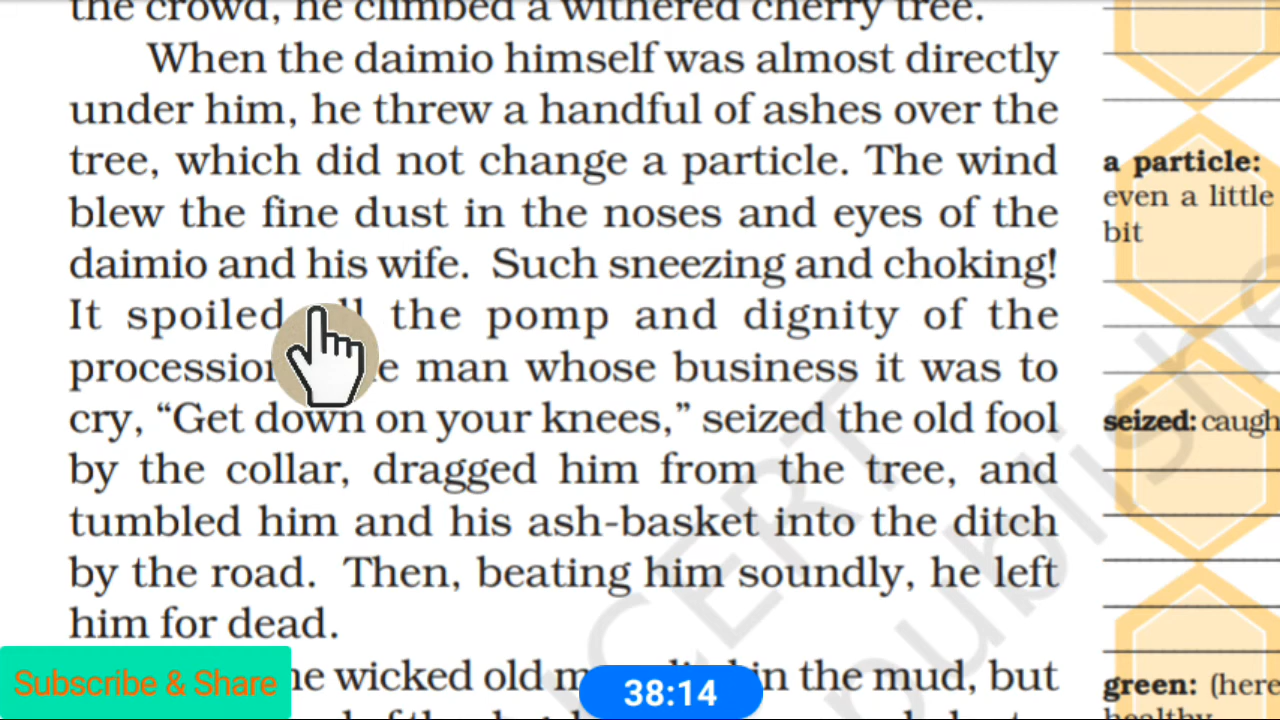 the crowd, he climbed a withered cherry tree.
When the daimio himself was almost directly
under him, he threw a handful of ashes over the
tree, which did not change a particle. The wind
blew the fine dust in the noses and eyes of the
daimio and his wife. Such sneezing and choking!
It spoiled all the pomp and dignity of the
procession. The man whose business it was to
cry, “Get down on your knees,” seized the old fool
by the collar, dragged him from the tree, and
tumbled him and his ash-basket into the ditch
by the road. Then, beating him soundly, he left
him for dead.
wicked old in the mud, but
a particle:
even a little
bit
seized: caugh
green: (here
healthy
Subscribe & Share
38:14
NCERT
publishe